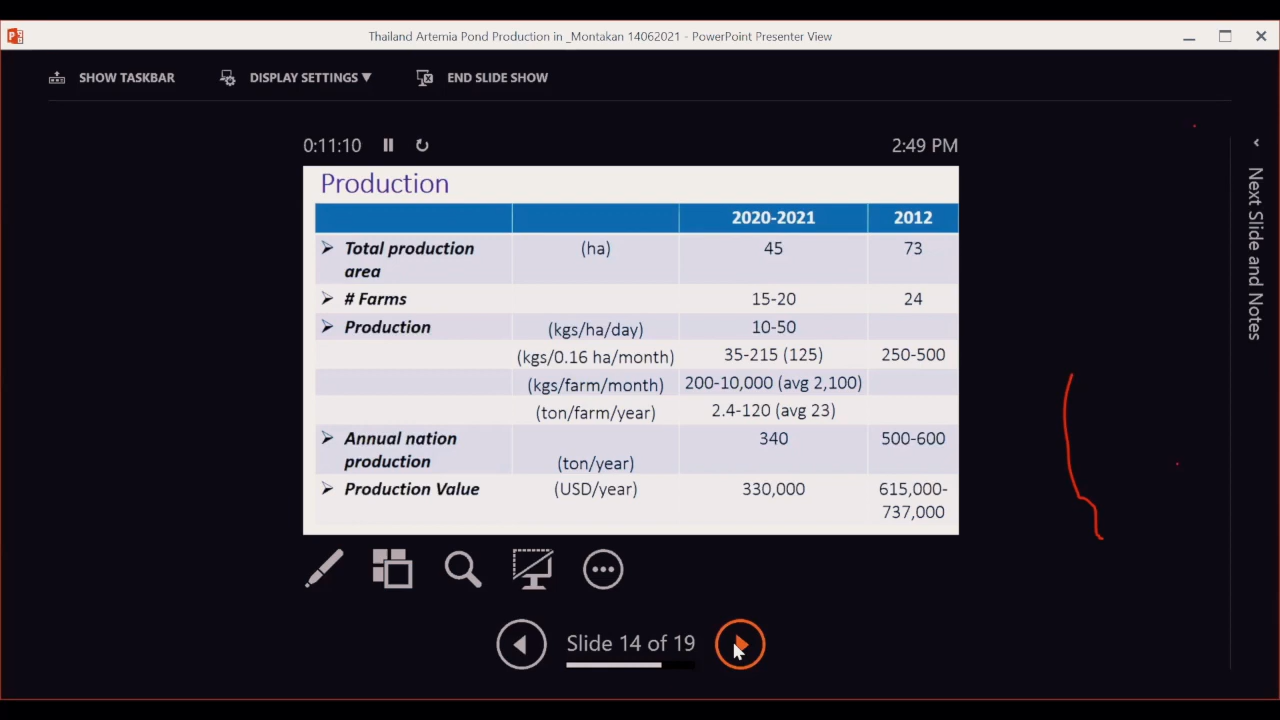 Thailand Artemia Pond Production in _Montakan 14062021 - PowerPoint Presenter View
SHOW TASKBAR DISPLAY SETTINGS ▼ END SLIDE SHOW
0:11:10 2:49 PM
Production
2020-2021 2012
➢ Total production area (ha) 45 73
➢ # Farms 15-20 24
➢ Production (kgs/ha/day) 10-50
(kgs/0.16 ha/month) 35-215 (125) 250-500
(kgs/farm/month) 200-10,000 (avg 2,100)
(ton/farm/year) 2.4-120 (avg 23)
➢ Annual nation production (ton/year) 340 500-600
➢ Production Value (USD/year) 330,000 615,000-737,000
Slide 14 of 19
Next Slide and Notes